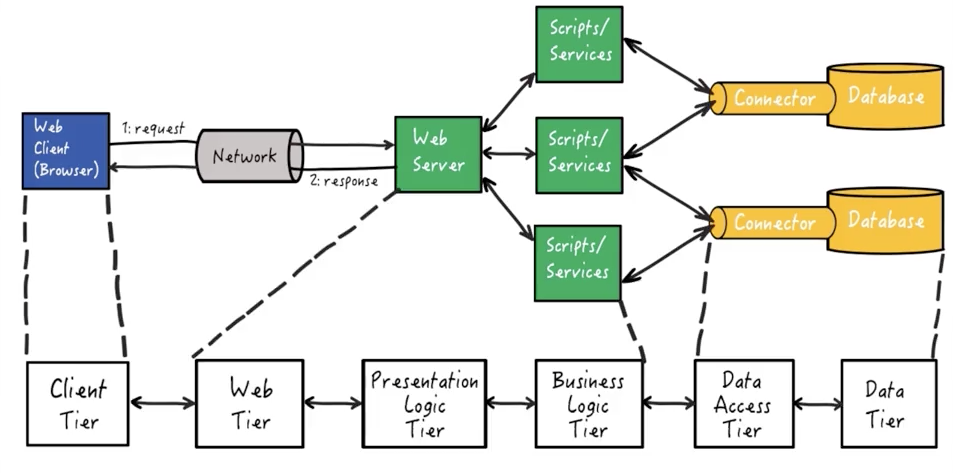 Scripts/
Services
Connector
Database
Web
Client
(Browser)
1: request
Network
2: response
Web
Server
Scripts/
Services
Scripts/
Services
Connector
Database
Client
Tier
Web
Tier
Presentation
Logic
Tier
Business
Logic
Tier
Data
Access
Tier
Data
Tier